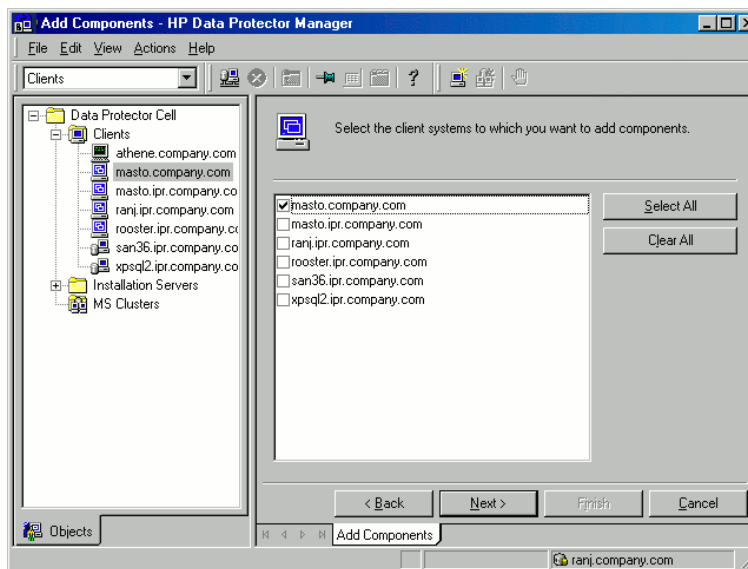 Add Components - HP Data Protector Manager
File Edit View Actions Help
Clients
Data Protector Cell
Clients
athene.company.com
masto.company.com
masto.ipr.company.co
ranj.ipr.company.com
rooster.ipr.company.cc
san36.ipr.company.co
xpsql2.ipr.company.co
Installation Servers
MS Clusters
Objects
Select the client systems to which you want to add components.
masto.company.com
masto.ipr.company.com
ranj.ipr.company.com
rooster.ipr.company.com
san36.ipr.company.com
xpsql2.ipr.company.com
Select All
Clear All
< Back Next > Finish Cancel
Add Components
ranj.company.com